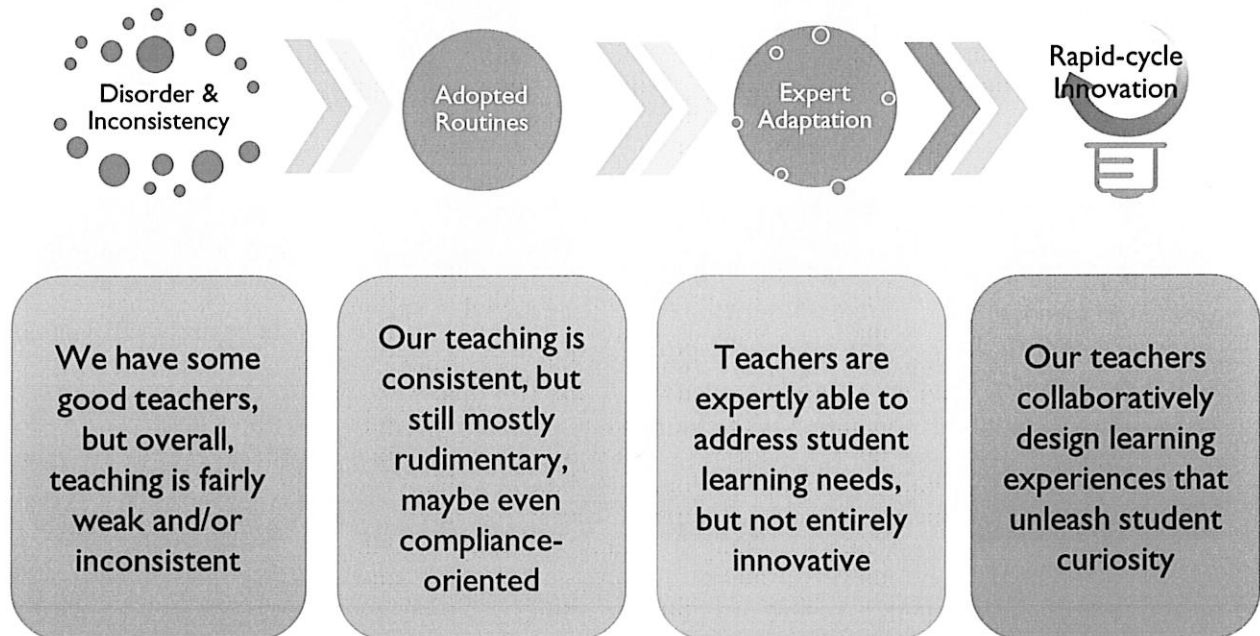 Disorder &
Inconsistency
Adopted
Routines
Expert
Adaptation
Rapid-cycle
Innovation
We have some
good teachers,
but overall,
teaching is fairly
weak and/or
inconsistent
Our teaching is
consistent, but
still mostly
rudimentary,
maybe even
compliance-
oriented
Teachers are
expertly able to
address student
learning needs,
but not entirely
innovative
Our teachers
collaboratively
design learning
experiences that
unleash student
curiosity